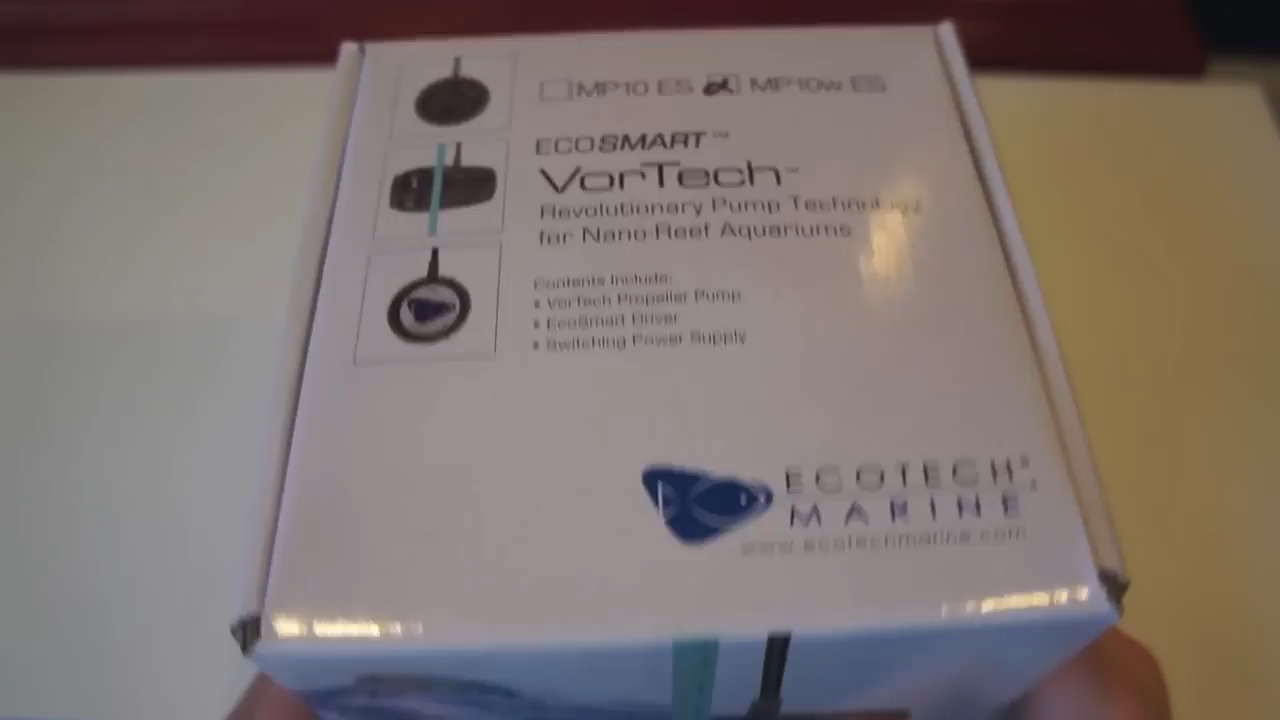 MP10 ES MP10w ES
ECOSMART™
VorTech™
Revolutionary Pump Technology
for Nano-Reef Aquariums
Contents Include:
• VorTech Propeller Pump
• EcoSmart Driver
• Switching Power Supply
ECOTECH®
MARINE
www.ecotechmarine.com